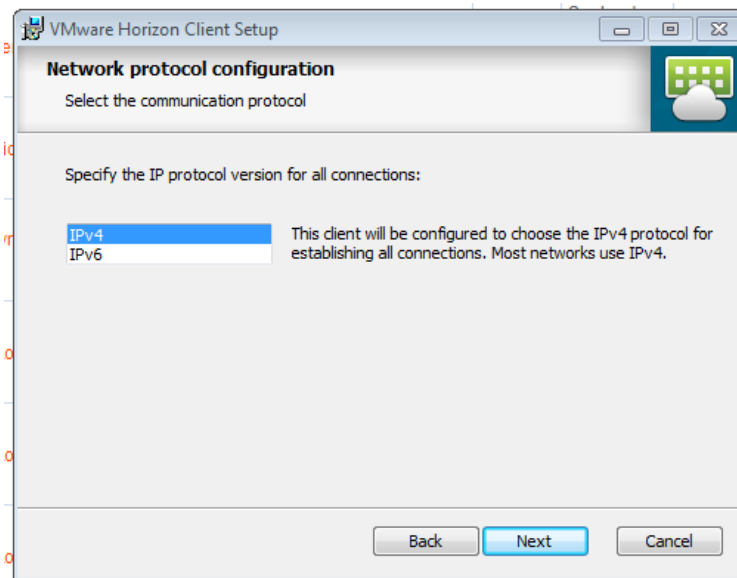 VMware Horizon Client Setup
Network protocol configuration
Select the communication protocol
Specify the IP protocol version for all connections:
IPv4
IPv6
This client will be configured to choose the IPv4 protocol for
establishing all connections. Most networks use IPv4.
Back
Next
Cancel